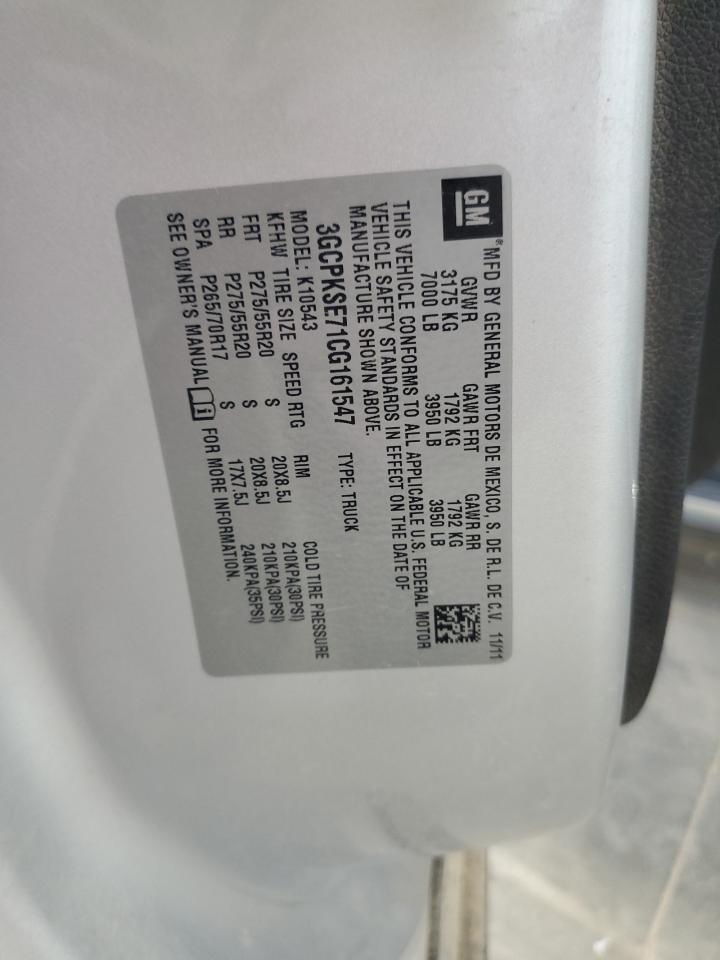 GM® MFD BY GENERAL MOTORS DE MEXICO, S. DE R.L. DE C.V. 11/11
GVWR GAWR FRT GAWR RR
3175 KG 1792 KG 1792 KG
7000 LB 3950 LB 3950 LB
THIS VEHICLE CONFORMS TO ALL APPLICABLE U.S. FEDERAL MOTOR
VEHICLE SAFETY STANDARDS IN EFFECT ON THE DATE OF
MANUFACTURE SHOWN ABOVE.
3GCPKSE71CG161547 TYPE: TRUCK
MODEL: K10543
KFHW TIRE SIZE SPEED RTG RIM COLD TIRE PRESSURE
FRT P275/55R20 S 20X8.5J 210KPA(30PSI)
RR P275/55R20 S 20X8.5J 210KPA(30PSI)
SPA P265/70R17 S 17X7.5J 240KPA(35PSI)
SEE OWNER'S MANUAL FOR MORE INFORMATION.